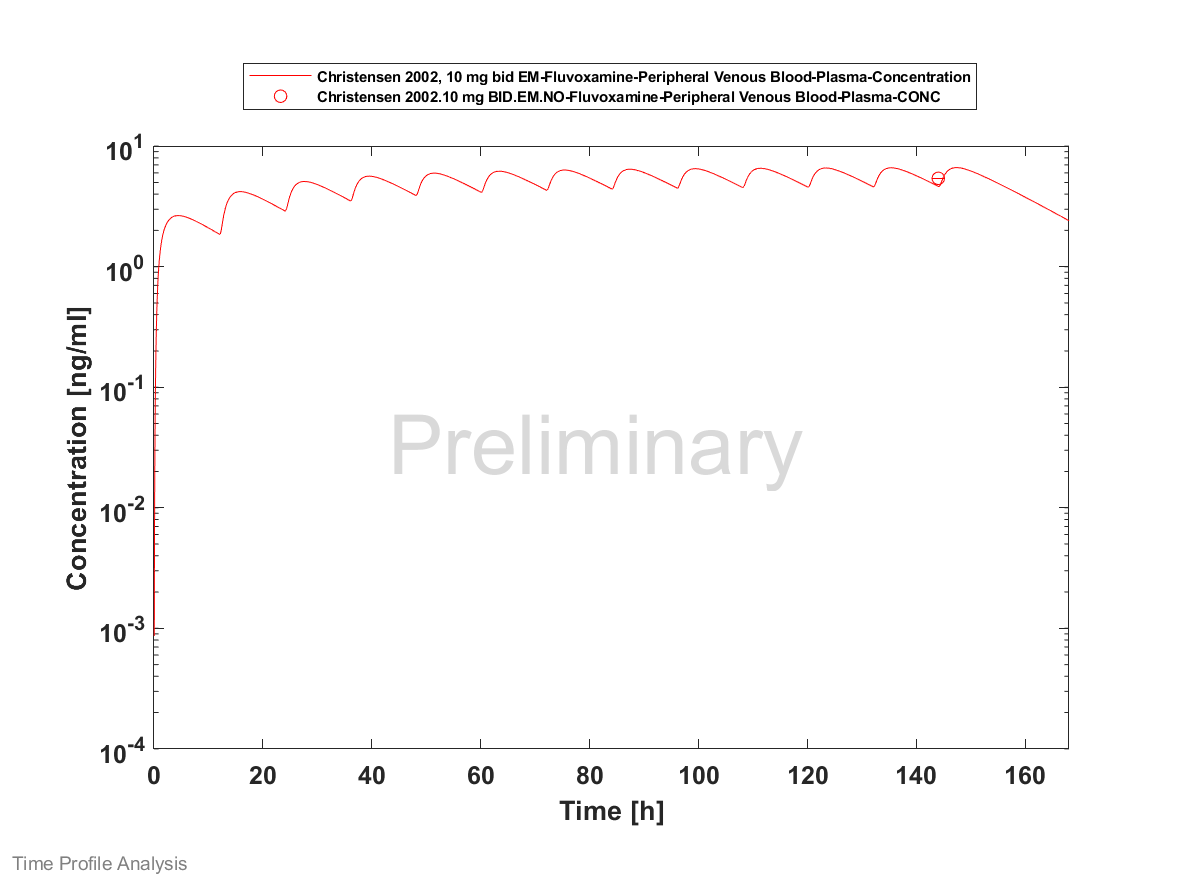 Christensen 2002, 10 mg bid EM-Fluvoxamine-Peripheral Venous Blood-Plasma-Concentration
Christensen 2002.10 mg BID.EM.NO-Fluvoxamine-Peripheral Venous Blood-Plasma-CONC
10^1
10^0
10^-1
10^-2
10^-3
10^-4
Concentration [ng/ml]
Preliminary
0 20 40 60 80 100 120 140 160
Time [h]
Time Profile Analysis